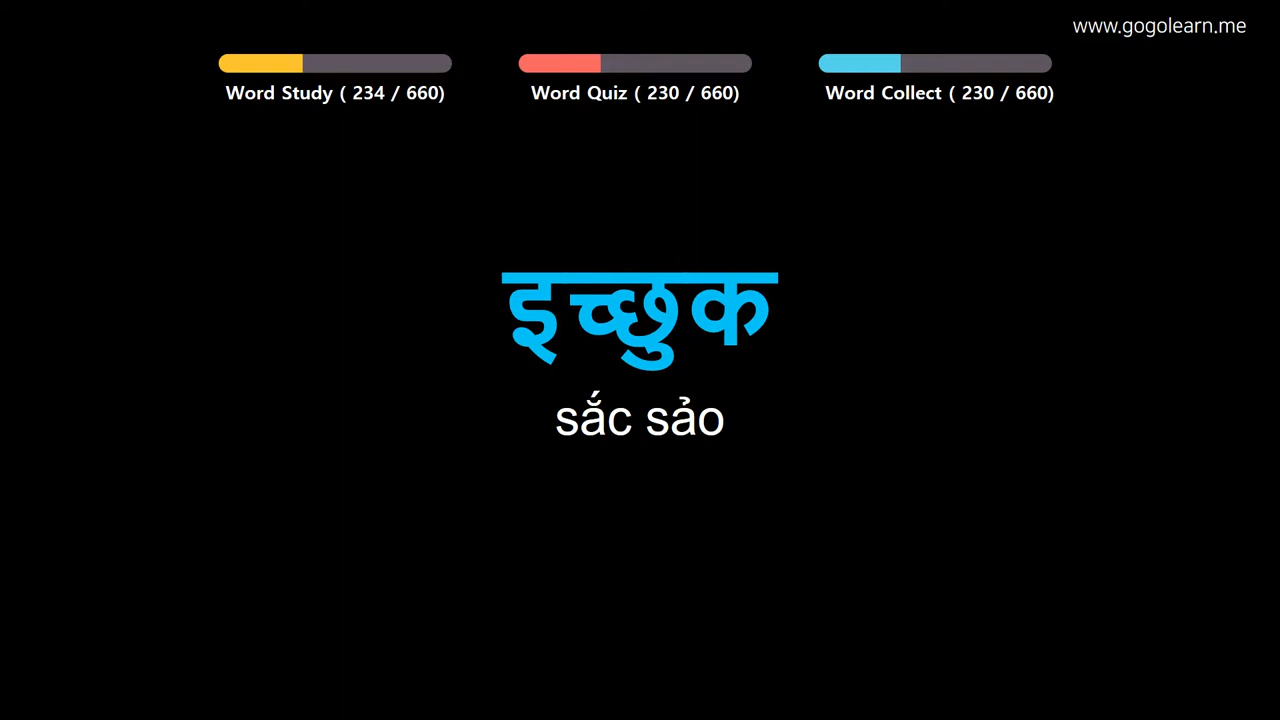 www.gogolearn.me
Word Study ( 234 / 660)
Word Quiz ( 230 / 660)
Word Collect ( 230 / 660)
इच्छुक
sắc sảo